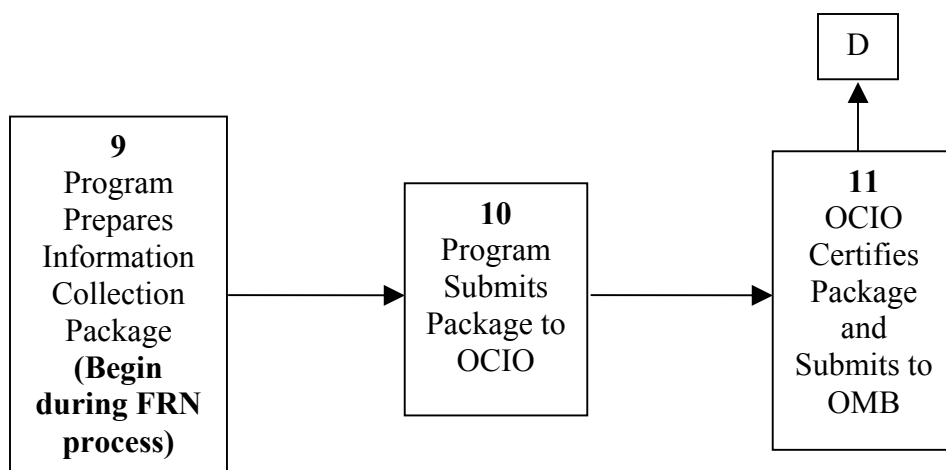 D
9
Program
Prepares
Information
Collection
Package
(Begin
during FRN
process)
10
Program
Submits
Package to
OCIO
11
OCIO
Certifies
Package
and
Submits to
OMB